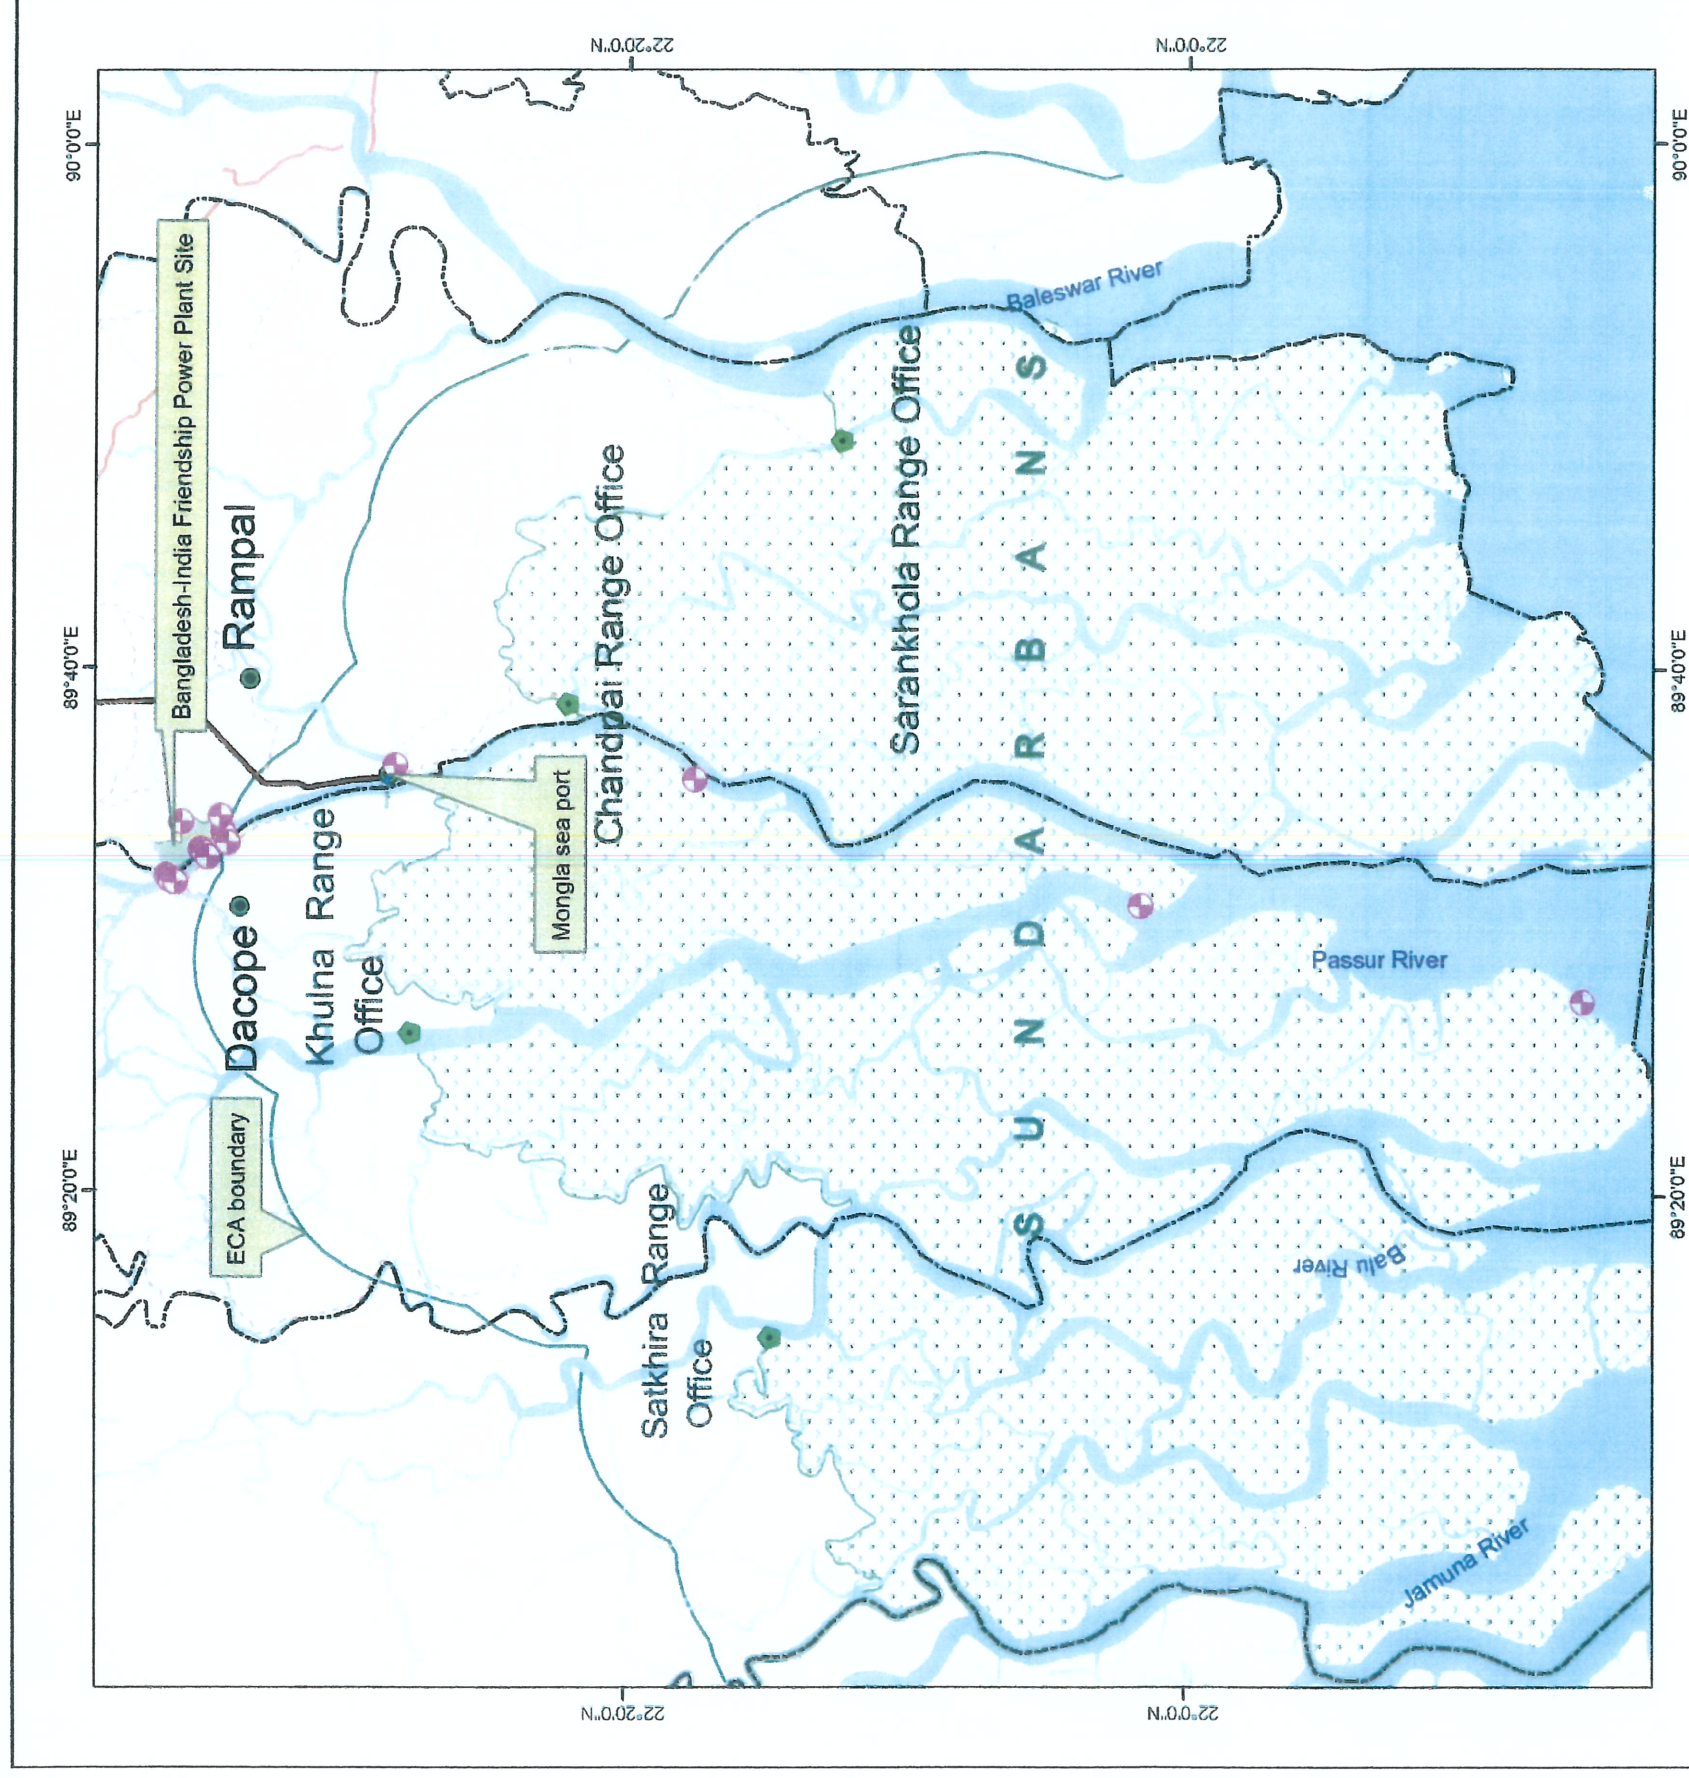 90°0'0"E
89°40'0"E
89°20'0"E
22°20'0"N
22°0'0"N
Bangladesh-India Friendship Power Plant Site
Rampal
Dacope
Khulna Range
Office
ECA boundary
Mongla sea port
Chandpai Range Office
Sarankhola Range Office
Satkhira Range
Office
SUNDARBANS
Baleswar River
Passur River
Balu River
Jamuna River
22°20'0"N
22°0'0"N
90°0'0"E
89°40'0"E
89°20'0"E